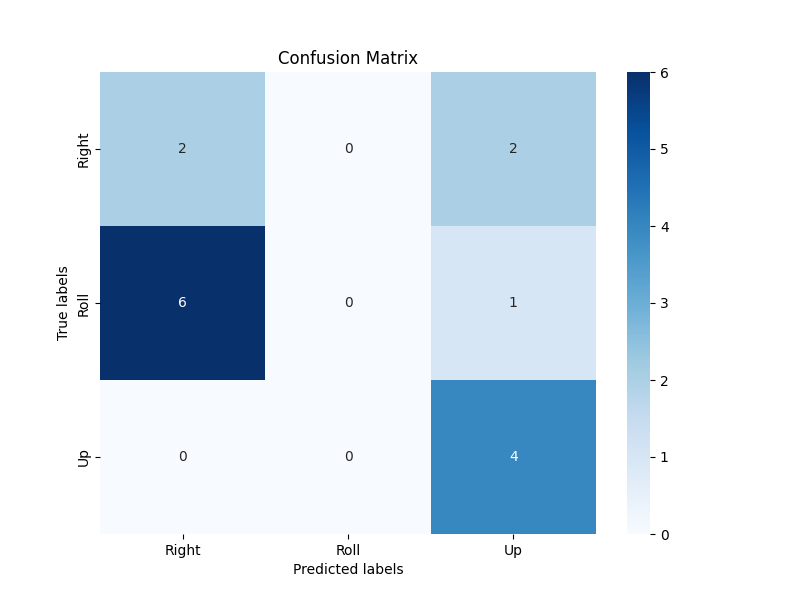 Confusion Matrix
True labels
Right
2 0 2
Roll
6 0 1
Up
0 0 4
Right Roll Up
Predicted labels
6
5
4
3
2
1
0